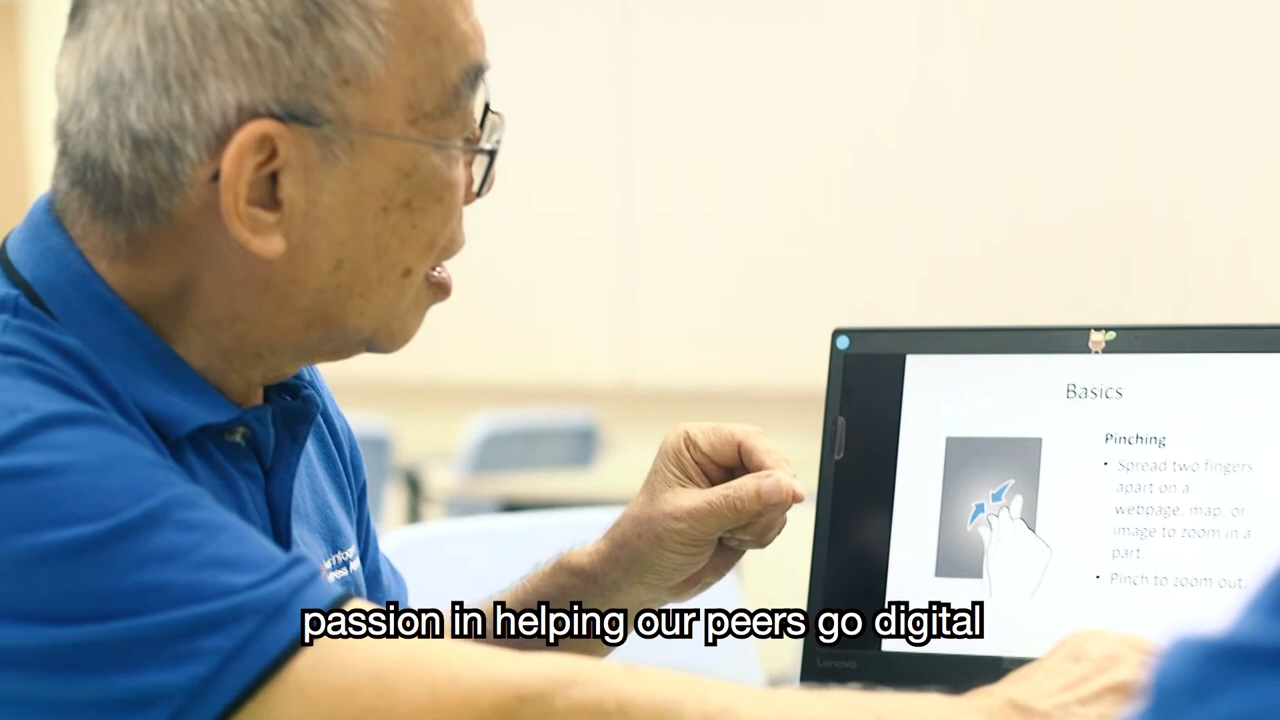 Basics
Pinching
• Spread two fingers
apart on a
webpage, map, or
image to zoom in a
part.
• Pinch to zoom out.
Lenovo
passion in helping our peers go digital